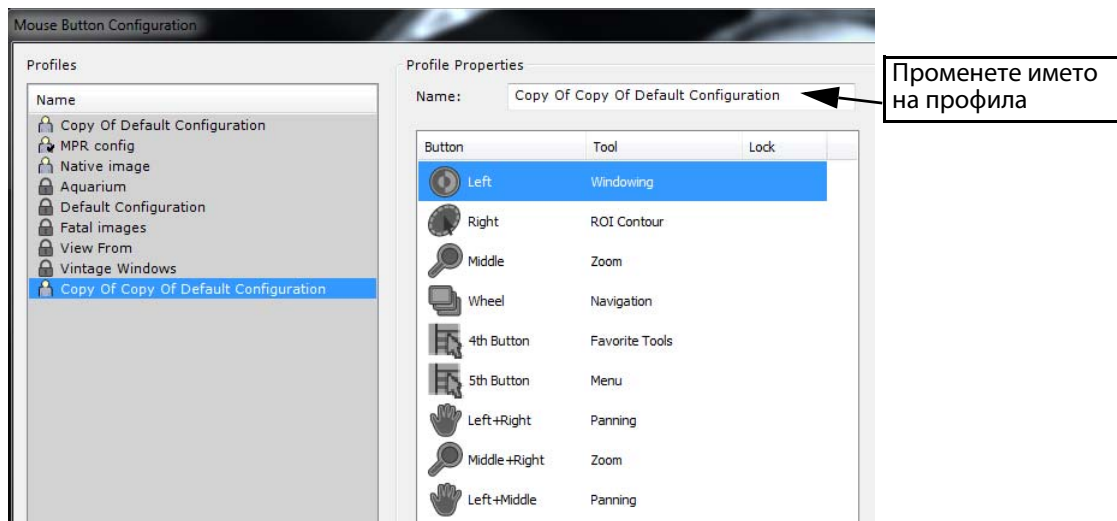 Mouse Button Configuration
Profiles
Name
Copy Of Default Configuration
MPR config
Native image
Aquarium
Default Configuration
Fatal images
View From
Vintage Windows
Copy Of Copy Of Default Configuration
Profile Properties
Name: Copy Of Copy Of Default Configuration
Button Tool Lock
Left Windowing
Right ROI Contour
Middle Zoom
Wheel Navigation
4th Button Favorite Tools
5th Button Menu
Left+Right Panning
Middle+Right Zoom
Left+Middle Panning
Променете името
на профила